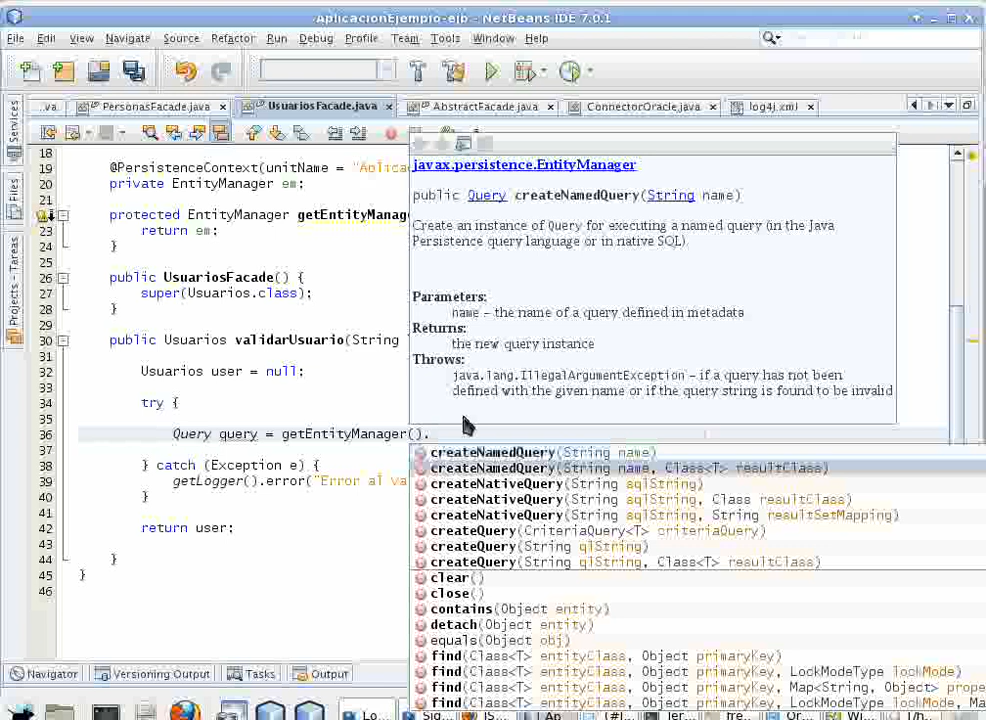 AplicacionEjemplo-ejb - NetBeans IDE 7.0.1
File Edit View Navigate Source Refactor Run Debug Profile Team Tools Window Help
...va PersonasFacade.java UsuariosFacade.java AbstractFacade.java ConnectorOracle.java log4j.xml
Services
Files
Projects - Tareas
18
19 @PersistenceContext(unitName = "Aplicac
20 private EntityManager em;
21
22 protected EntityManager getEntityManage
23 return em;
24 }
25
26 public UsuariosFacade() {
27 super(Usuarios.class);
28 }
29
30 public Usuarios validarUsuario(String
31
32 Usuarios user = null;
33
34 try {
35
36 Query query = getEntityManager().
37
38 } catch (Exception e) {
39 getLogger().error("Error al va
40 }
41
42 return user;
43
44 }
45 }
46
javax.persistence.EntityManager
public Query createNamedQuery(String name)
Create an instance of Query for executing a named query (in the Java
Persistence query language or in native SQL).
Parameters:
name - the name of a query defined in metadata
Returns:
the new query instance
Throws:
java.lang.IllegalArgumentException - if a query has not been
defined with the given name or if the query string is found to be invalid
createNamedQuery(String name)
createNamedQuery(String name, Class<T> resultClass)
createNativeQuery(String sqlString)
createNativeQuery(String sqlString, Class resultClass)
createNativeQuery(String sqlString, String resultSetMapping)
createQuery(CriteriaQuery<T> criteriaQuery)
createQuery(String qlString)
createQuery(String qlString, Class<T> resultClass)
clear()
close()
contains(Object entity)
detach(Object entity)
equals(Object obj)
find(Class<T> entityClass, Object primaryKey)
find(Class<T> entityClass, Object primaryKey, LockModeType lockMode)
find(Class<T> entityClass, Object primaryKey, Map<String, Object> prope
find(Class<T> entityClass, Object primaryKey, LockModeType lockMode, Ma
Navigator Versioning Output Tasks Output